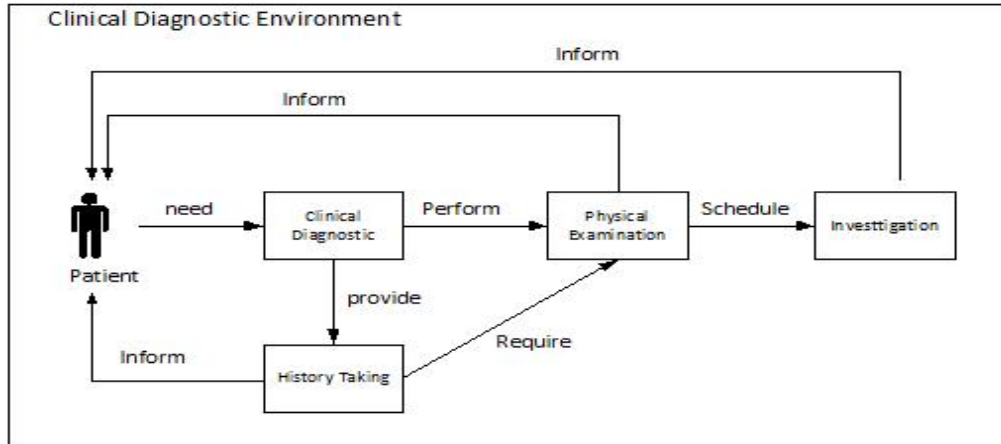 Clinical Diagnostic Environment
Inform
Inform
need
Clinical
Diagnostic
Perform
Physical
Examination
Schedule
Investtigation
Patient
provide
Inform
History Taking
Require